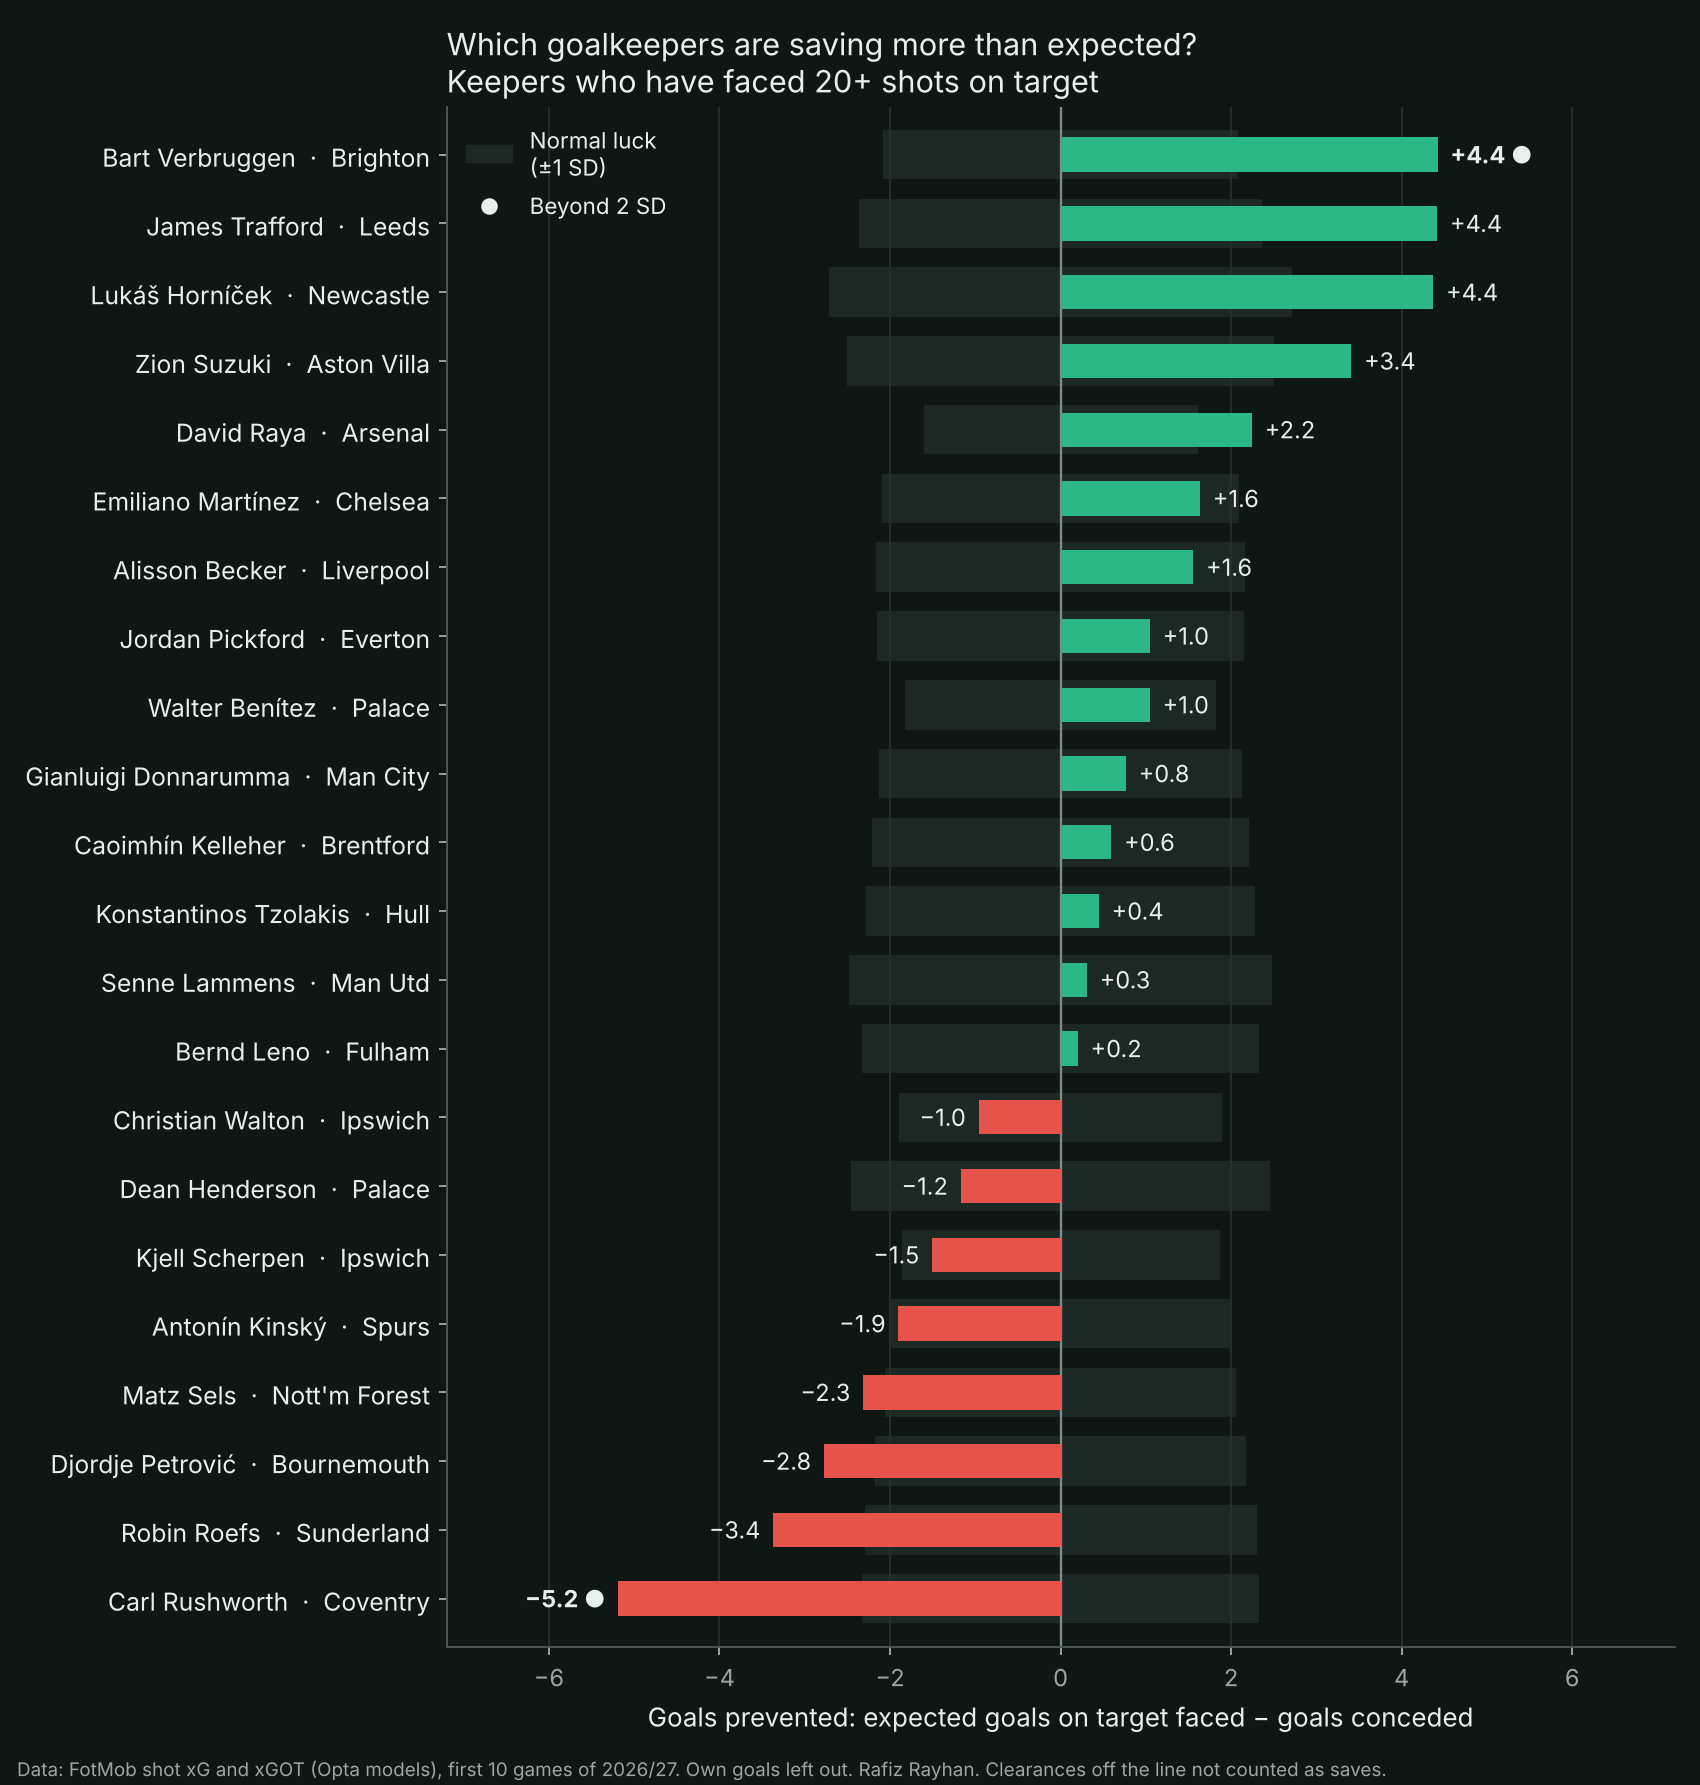 Which goalkeepers are saving more than expected?
Keepers who have faced 20+ shots on target
Normal luck
(±1 SD)
Beyond 2 SD
Bart Verbruggen · Brighton +4.4
James Trafford · Leeds +4.4
Lukáš Horníček · Newcastle +4.4
Zion Suzuki · Aston Villa +3.4
David Raya · Arsenal +2.2
Emiliano Martínez · Chelsea +1.6
Alisson Becker · Liverpool +1.6
Jordan Pickford · Everton +1.0
Walter Benítez · Palace +1.0
Gianluigi Donnarumma · Man City +0.8
Caoimhín Kelleher · Brentford +0.6
Konstantinos Tzolakis · Hull +0.4
Senne Lammens · Man Utd +0.3
Bernd Leno · Fulham +0.2
Christian Walton · Ipswich −1.0
Dean Henderson · Palace −1.2
Kjell Scherpen · Ipswich −1.5
Antonín Kinský · Spurs −1.9
Matz Sels · Nott'm Forest −2.3
Djordje Petrović · Bournemouth −2.8
Robin Roefs · Sunderland −3.4
Carl Rushworth · Coventry −5.2
−6 −4 −2 0 2 4 6
Goals prevented: expected goals on target faced − goals conceded
Data: FotMob shot xG and xGOT (Opta models), first 10 games of 2026/27. Own goals left out. Rafiz Rayhan. Clearances off the line not counted as saves.